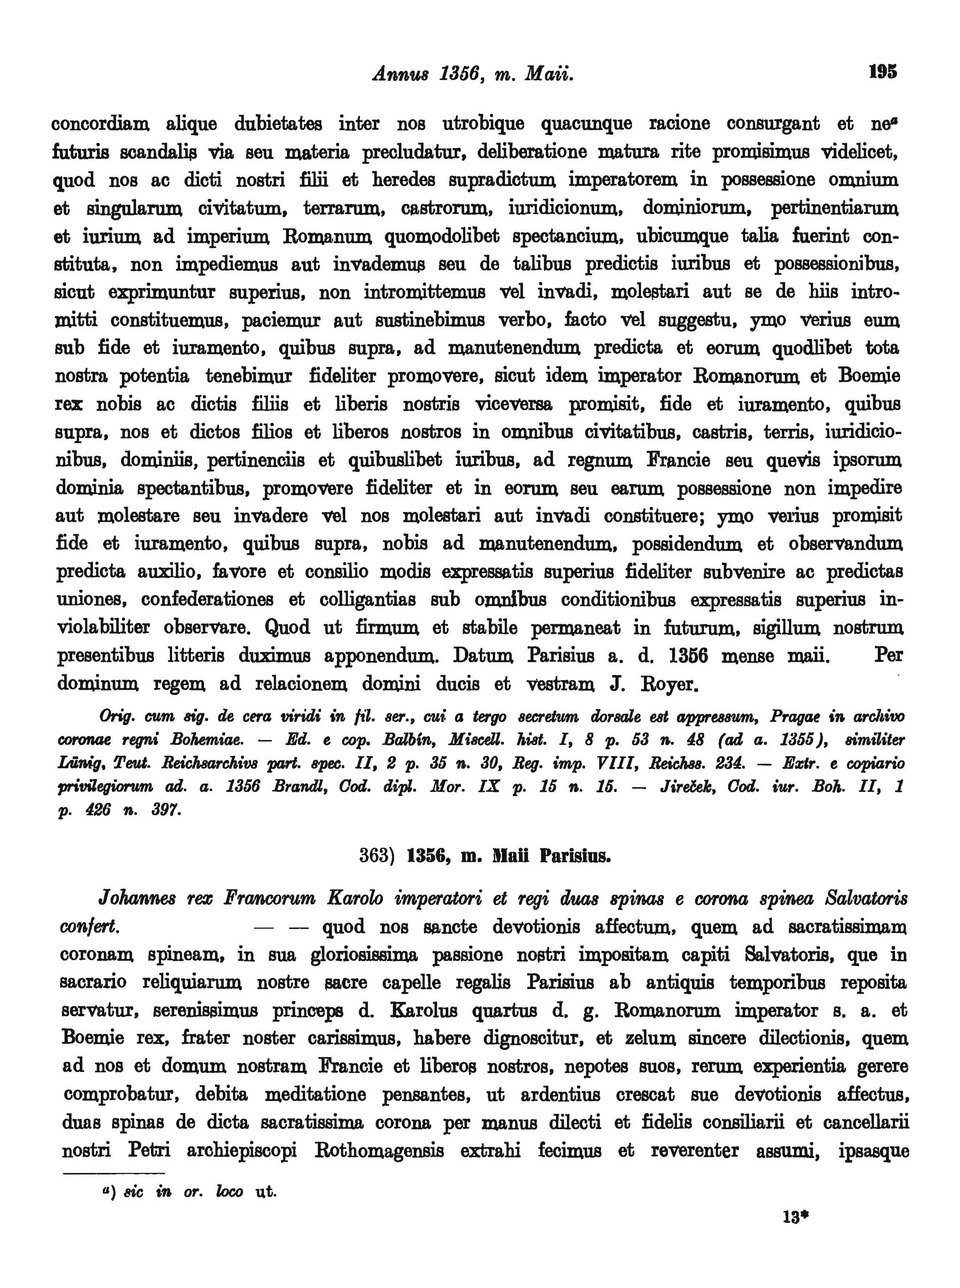 Annus 1356, m. Maii. 195
concordiam alique dubietates inter nos utrobique quacunque racione consurgant et neᵃ
futuris scandalis via seu materia precludatur, deliberatione matura rite promisimus videlicet,
quod nos ac dicti nostri filii et heredes supradictum imperatorem in possessione omnium
et singularum civitatum, terrarum, castrorum, iuridicionum, dominiorum, pertinentiarum
et iurium ad imperium Romanum quomodolibet spectancium, ubicumque talia fuerint con-
stituta, non impediemus aut invademus seu de talibus predictis iuribus et possessionibus,
sicut exprimuntur superius, non intromittemus vel invadi, molestari aut se de hiis intro-
mitti constituemus, paciemur aut sustinebimus verbo, facto vel suggestu, ymo verius eum
sub fide et iuramento, quibus supra, ad manutenendum predicta et eorum quodlibet tota
nostra potentia tenebimur fideliter promovere, sicut idem imperator Romanorum et Boemie
rex nobis ac dictis filiis et liberis nostris viceversa promisit, fide et iuramento, quibus
supra, nos et dictos filios et liberos nostros in omnibus civitatibus, castris, terris, iuridicio-
nibus, dominiis, pertinenciis et quibuslibet iuribus, ad regnum Francie seu quevis ipsorum
dominia spectantibus, promovere fideliter et in eorum seu earum possessione non impedire
aut molestare seu invadere vel nos molestari aut invadi constituere; ymo verius promisit
fide et iuramento, quibus supra, nobis ad manutenendum, possidendum et observandum
predicta auxilio, favore et consilio modis expressatis superius fideliter subvenire ac predictas
uniones, confederationes et colligantias sub omnibus conditionibus expressatis superius in-
violabiliter observare. Quod ut firmum et stabile permaneat in futurum, sigillum nostrum
presentibus litteris duximus apponendum. Datum Parisius a. d. 1356 mense maii. Per
dominum regem ad relacionem domini ducis et vestram J. Royer.
Orig. cum sig. de cera viridi in fil. ser., cui a tergo secretum dorsale est appressum, Pragae in archivo
coronae regni Bohemiae. — Ed. e cop. Balbín, Miscell. hist. I, 8 p. 53 n. 48 (ad a. 1355), similiter
Lünig, Teut. Reichsarchivs part. spec. II, 2 p. 35 n. 30, Reg. imp. VIII, Reichss. 234. — Extr. e copiario
privilegiorum ad. a. 1356 Brandl, Cod. dipl. Mor. IX p. 15 n. 15. — Jireček, Cod. iur. Boh. II, 1
p. 426 n. 397.
363) 1356, m. Maii Parisius.
Johannes rex Francorum Karolo imperatori et regi duas spinas e corona spinea Salvatoris
confert. — — quod nos sancte devotionis affectum, quem ad sacratissimam
coronam spineam, in sua gloriosissima passione nostri impositam capiti Salvatoris, que in
sacrario reliquiarum nostre sacre capelle regalis Parisius ab antiquis temporibus reposita
servatur, serenissimus princeps d. Karolus quartus d. g. Romanorum imperator s. a. et
Boemie rex, frater noster carissimus, habere dignoscitur, et zelum sincere dilectionis, quem
ad nos et domum nostram Francie et liberos nostros, nepotes suos, rerum experientia gerere
comprobatur, debita meditatione pensantes, ut ardentius crescat sue devotionis affectus,
duas spinas de dicta sacratissima corona per manus dilecti et fidelis consiliarii et cancellarii
nostri Petri archiepiscopi Rothomagensis extrahi fecimus et reverenter assumi, ipsasque
ᵃ) sic in or. loco ut.
13*